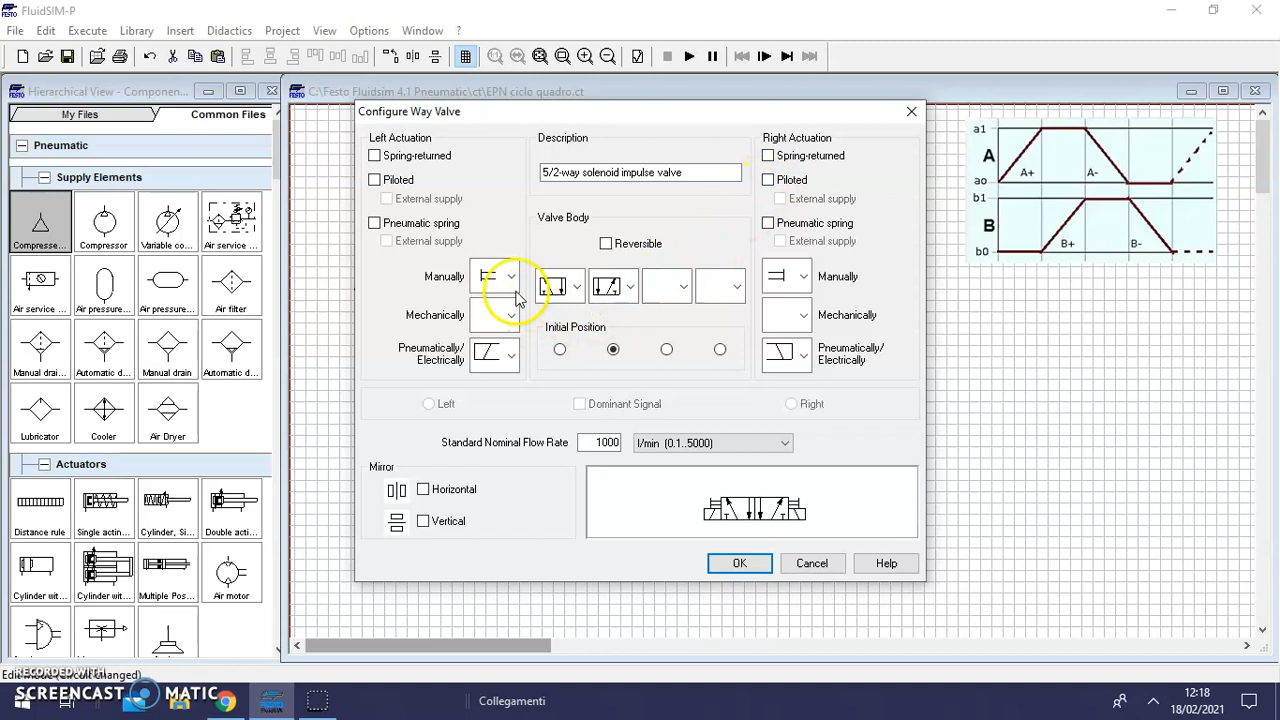 FESTO FluidSIM-P
FESTO File Edit Execute Library Insert Didactics Project View Options Window ?
Hierarchical View - Componen...
C:\Festo Fluidsim 4.1 Pneumatic\ct\EPN ciclo quadro.ct
My Files Common Files
Pneumatic
Supply Elements
Compresse... Compressor Variable co... Air service ...
Air service ... Air pressure... Air pressure... Air filter
Manual drain... Automatic d... Manual drain... Automatic d...
Lubricator Cooler Air Dryer
Actuators
Distance rule Single actin... Cylinder, Si... Double acti...
Cylinder wit... Cylinder wit... Multiple Pos... Air motor
Configure Way Valve
Left Actuation
Spring-returned
Piloted
External supply
Pneumatic spring
External supply
Manually
Mechanically
Pneumatically/
Electrically
Description
5/2-way solenoid impulse valve
Valve Body
Reversible
Initial Position
Right Actuation
Spring-returned
Piloted
External supply
Pneumatic spring
External supply
Manually
Mechanically
Pneumatically/
Electrically
Left Dominant Signal Right
Standard Nominal Flow Rate 1000 l/min (0.1..5000)
Mirror
Horizontal
Vertical
OK Cancel Help
a1
A
A+ A-
ao
b1
B
B+ B-
b0
RECORDED WITH
SCREENCAST MATIC
Collegamenti
12:18
18/02/2021